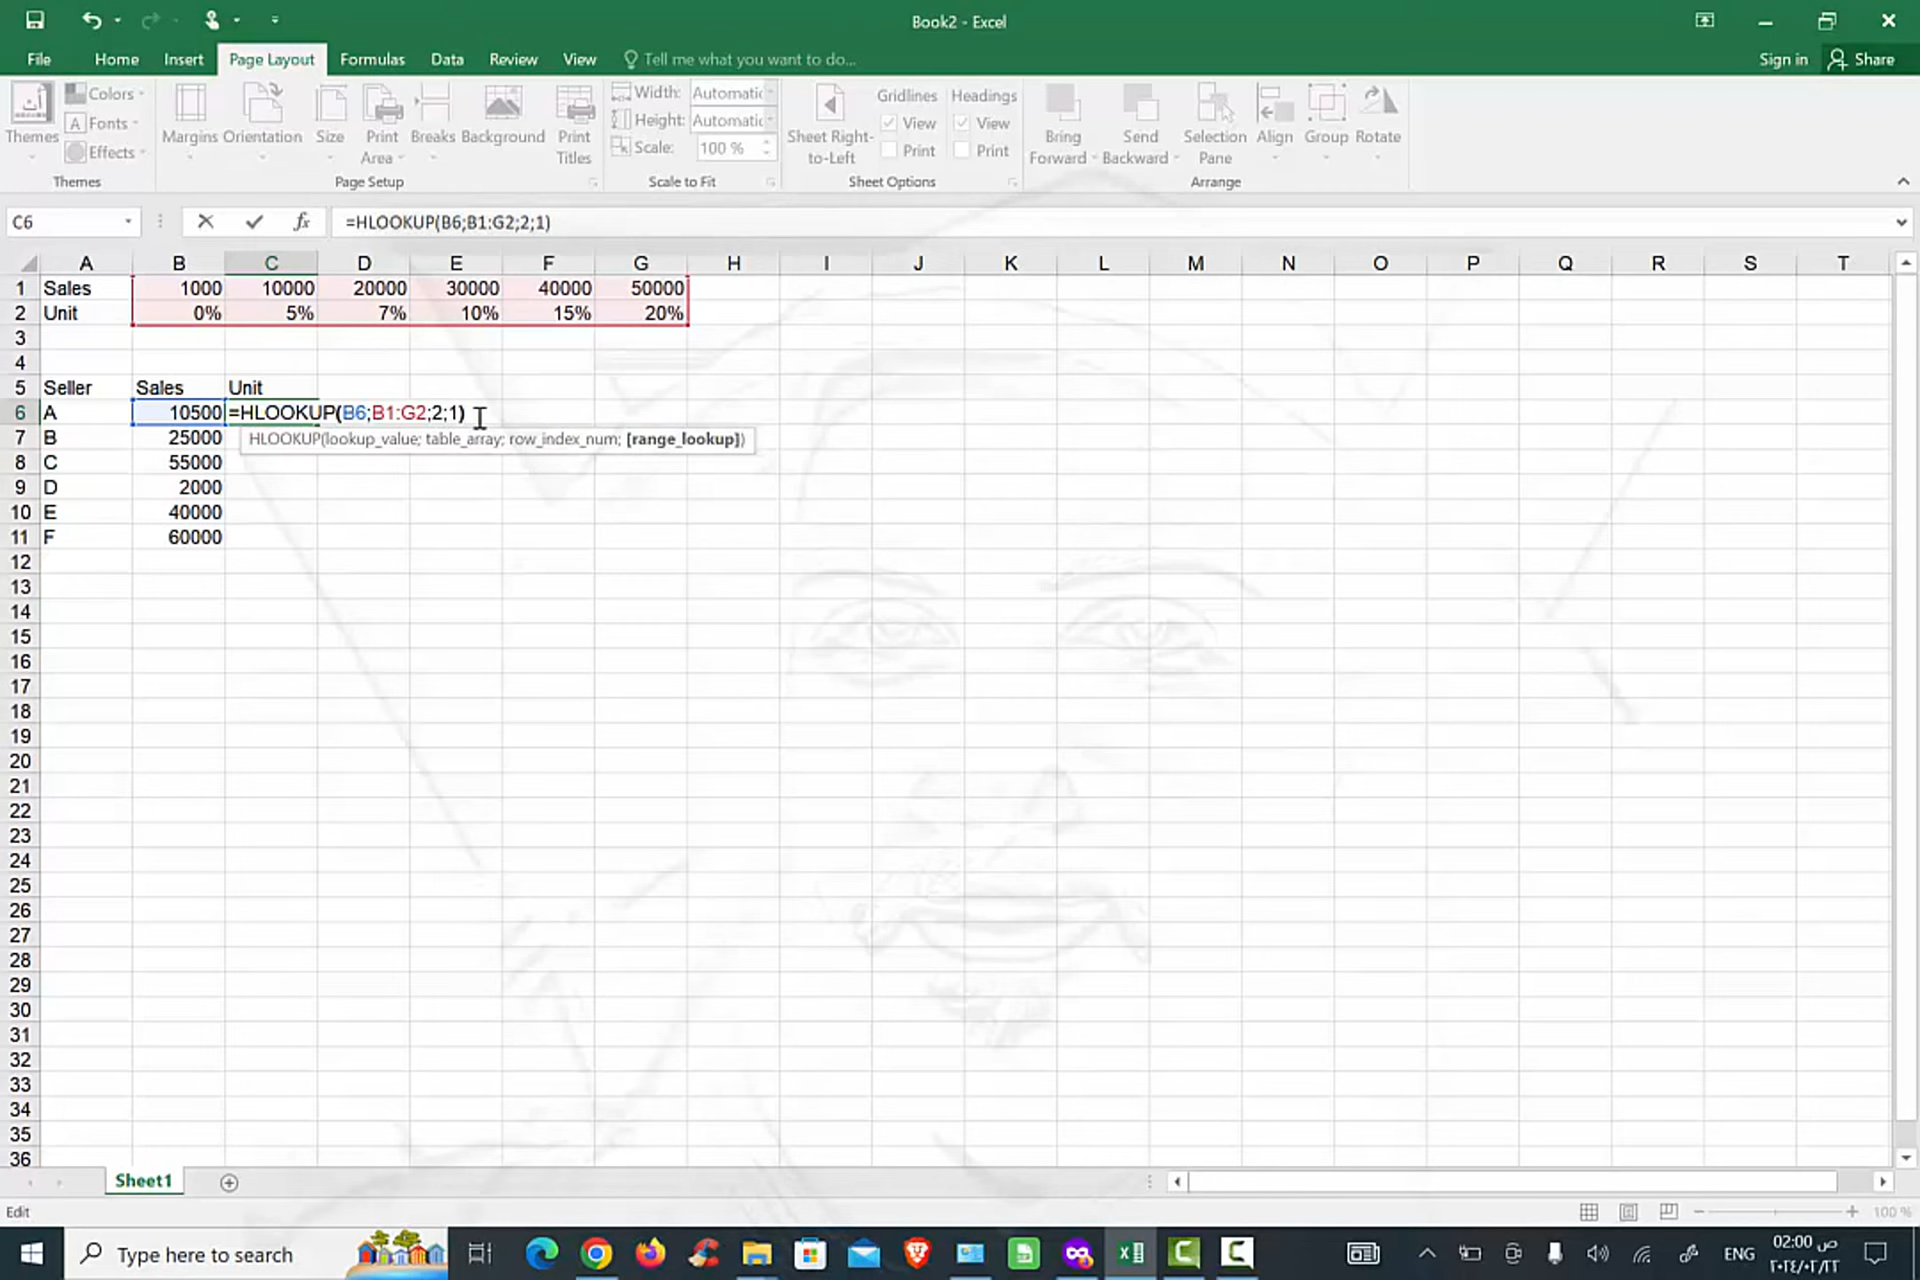 Book2 - Excel
File Home Insert Page Layout Formulas Data Review View Tell me what you want to do... Sign in Share
Themes Colors Fonts Effects Themes
Margins Orientation Size Print Area Breaks Background Print Titles Page Setup
Width: Automatic Height: Automatic Scale: 100 % Scale to Fit
Sheet Right-to-Left Gridlines View Print Headings View Print Sheet Options
Bring Forward Send Backward Selection Pane Align Group Rotate Arrange
C6 fx =HLOOKUP(B6;B1:G2;2;1)
A B C D E F G H I J K L M N O P Q R S T
1 Sales 1000 10000 20000 30000 40000 50000
2 Unit 0% 5% 7% 10% 15% 20%
3
4
5 Seller Sales Unit
6 A 10500 =HLOOKUP(B6;B1:G2;2;1)
HLOOKUP(lookup_value; table_array; row_index_num; [range_lookup])
7 B 25000
8 C 55000
9 D 2000
10 E 40000
11 F 60000
12
13
14
15
16
17
18
19
20
21
22
23
24
25
26
27
28
29
30
31
32
33
34
35
36
Sheet1
Edit 100 %
Type here to search ENG 02:00 ص
٢٠٢٤/٠٢/٢٢